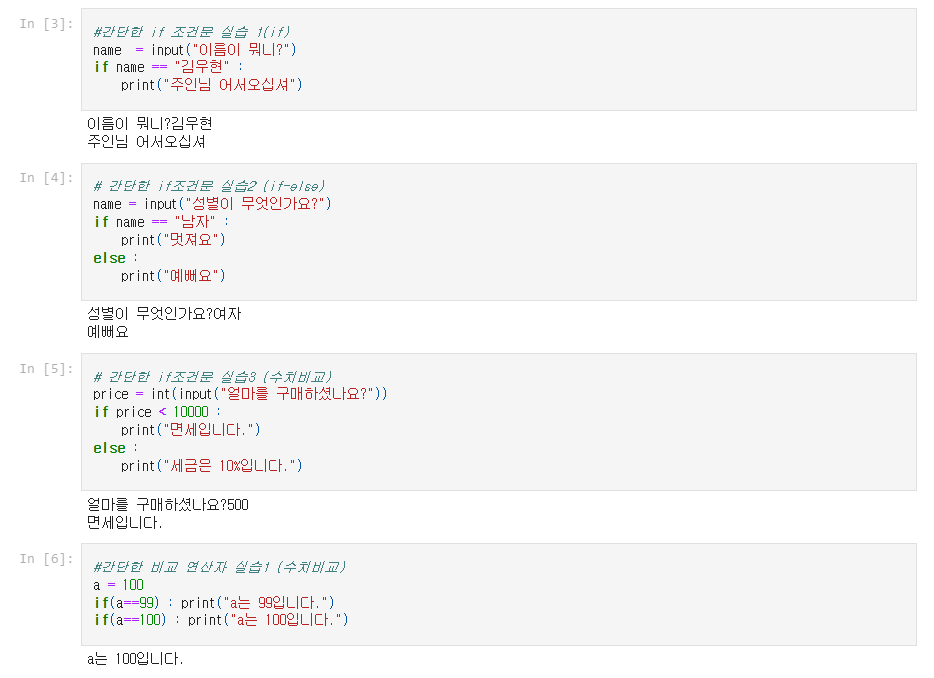 In [3]:
#간단한 if 조건문 실습 1(if)
name  = input("이름이 뭐니?")
if name == "김우현" :
    print("주인님 어서오십셔")
이름이 뭐니?김우현
주인님 어서오십셔
In [4]:
# 간단한 if조건문 실습2 (if-else)
name = input("성별이 무엇인가요?")
if name == "남자" :
    print("멋져요")
else :
    print("예뻐요")
성별이 무엇인가요?여자
예뻐요
In [5]:
# 간단한 if조건문 실습3 (수치비교)
price = int(input("얼마를 구매하셨나요?"))
if price < 10000 :
    print("면세입니다.")
else :
    print("세금은 10%입니다.")
얼마를 구매하셨나요?500
면세입니다.
In [6]:
#간단한 비교 연산자 실습1 (수치비교)
a = 100
if(a==99) : print("a는 99입니다.")
if(a==100) : print("a는 100입니다.")
a는 100입니다.